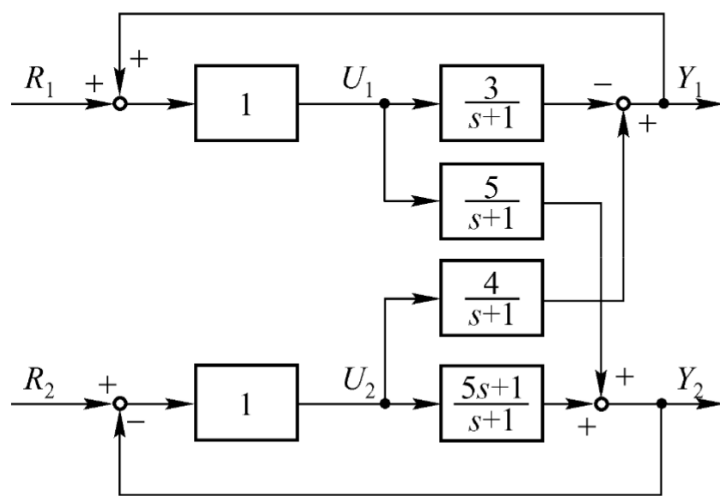 +
R₁ + 1 U₁ 3/(s+1) − + Y₁
5/(s+1)
4/(s+1)
R₂ + − 1 U₂ (5s+1)/(s+1) + + Y₂